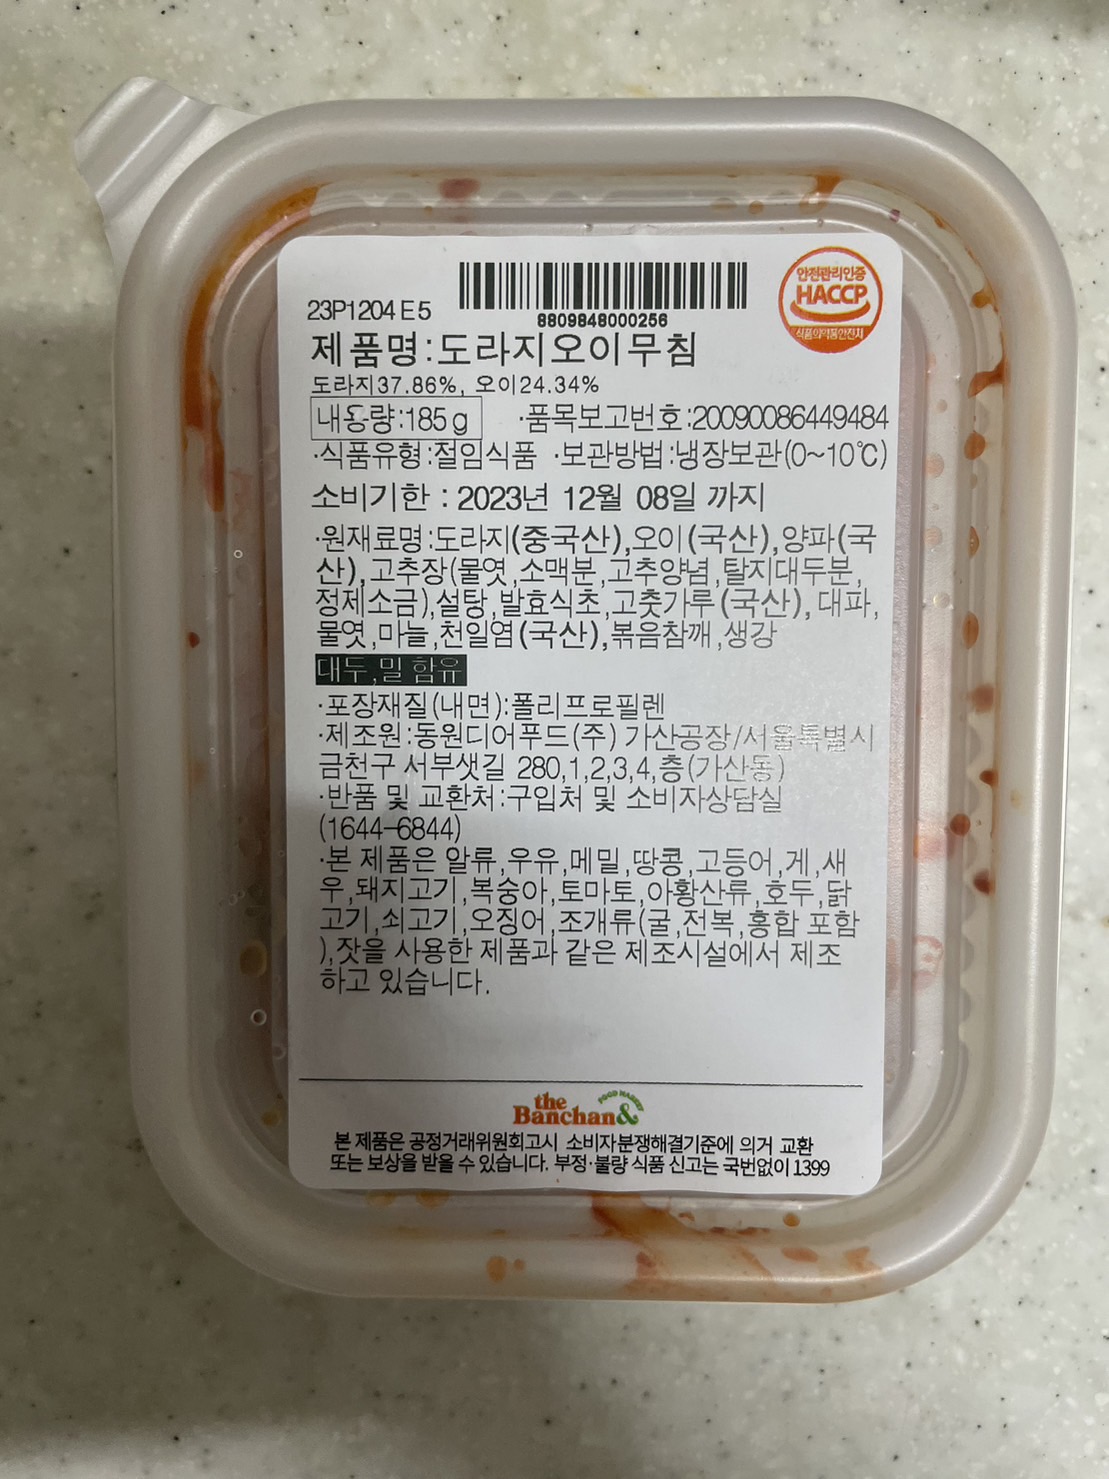 23P1204 E5
8809848000256
안전관리인증
HACCP
식품의약품안전처
제품명:도라지오이무침
도라지37.86%, 오이24.34%
내용량:185g ·품목보고번호:20090086449484
·식품유형:절임식품 ·보관방법:냉장보관(0~10℃)
소비기한 : 2023년 12월 08일 까지
·원재료명:도라지(중국산),오이(국산),양파(국
산),고추장(물엿,소맥분,고추양념,탈지대두분,
정제소금),설탕,발효식초,고춧가루(국산), 대파,
물엿,마늘,천일염(국산),볶음참깨,생강
대두,밀 함유
·포장재질(내면):폴리프로필렌
·제조원:동원디어푸드(주) 가산공장/서울특별시
금천구 서부샛길 280,1,2,3,4,층(가산동)
·반품 및 교환처:구입처 및 소비자상담실
(1644-6844)
·본 제품은 알류,우유,메밀,땅콩,고등어,게,새
우,돼지고기,복숭아,토마토,아황산류,호두,닭
고기,쇠고기,오징어,조개류(굴,전복,홍합 포함
),잣을 사용한 제품과 같은 제조시설에서 제조
하고 있습니다.
the
Banchan&
FOOD MARKET
본 제품은 공정거래위원회고시 소비자분쟁해결기준에 의거 교환
또는 보상을 받을 수 있습니다. 부정·불량 식품 신고는 국번없이 1399